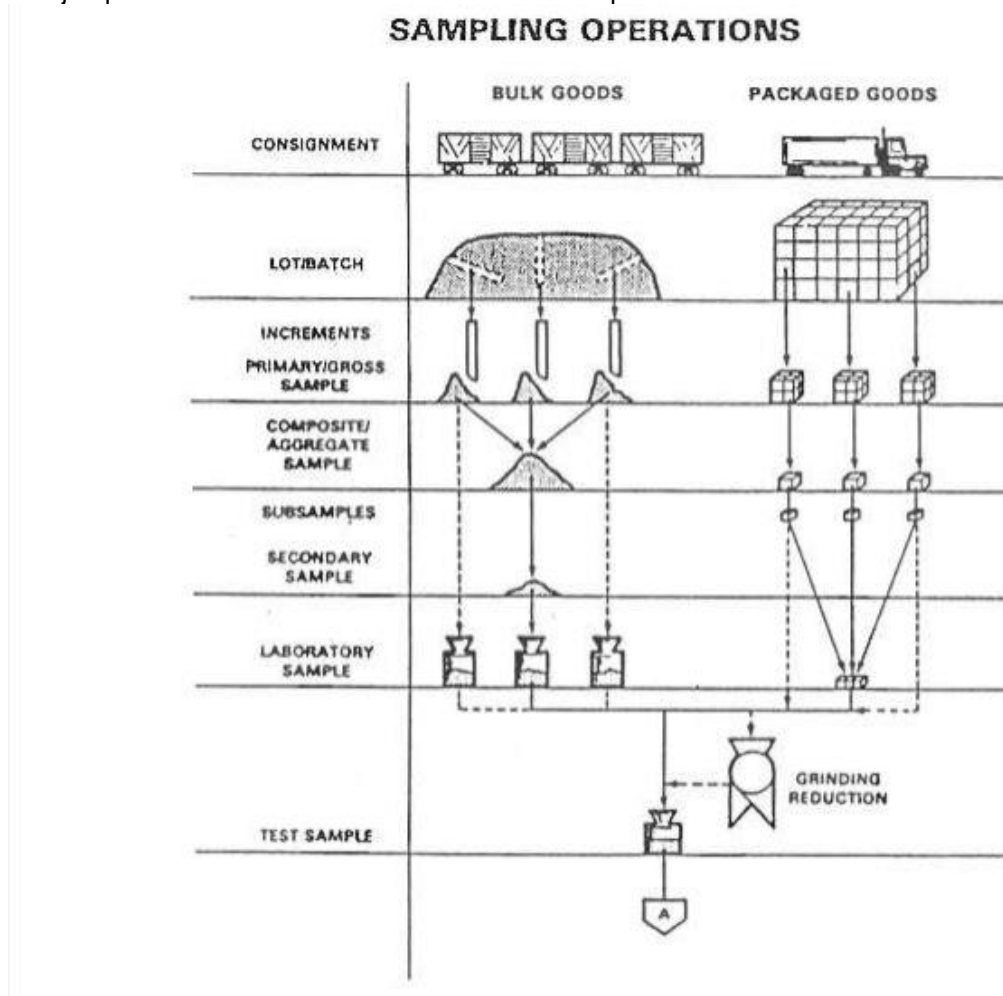 SAMPLING OPERATIONS
BULK GOODS
PACKAGED GOODS
CONSIGNMENT
LOT/BATCH
INCREMENTS
PRIMARY/GROSS
SAMPLE
COMPOSITE/
AGGREGATE
SAMPLE
SUBSAMPLES
SECONDARY
SAMPLE
LABORATORY
SAMPLE
GRINDING
REDUCTION
TEST SAMPLE
A